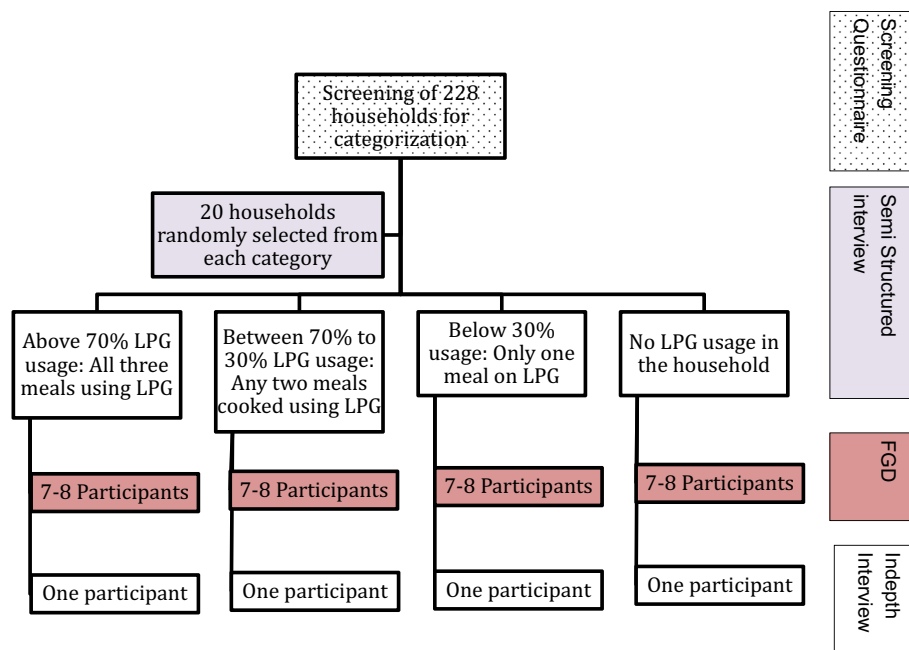 Screening of 228
households for
categorization
20 households
randomly selected from
each category
Above 70% LPG
usage: All three
meals using LPG
Between 70% to
30% LPG usage:
Any two meals
cooked using LPG
Below 30%
usage: Only one
meal on LPG
No LPG usage in
the household
7-8 Participants
7-8 Participants
7-8 Participants
7-8 Participants
One participant
One participant
One participant
One participant
Screening
Questionnaire
Semi Structured
interview
FGD
Indepth
Interview